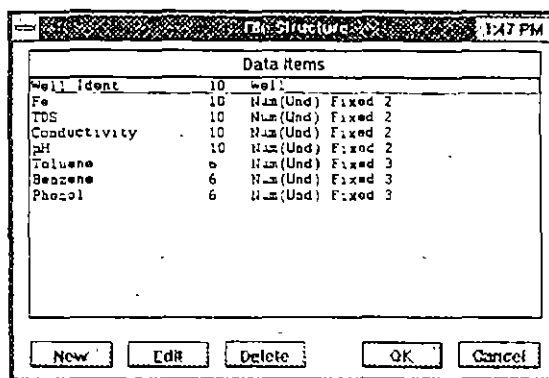 File Structure 1:47 PM
Data Items
Well Ident 10 Well
Fe 10 Num(Und) Fixed 2
TDS 10 Num(Und) Fixed 2
Conductivity 10 Num(Und) Fixed 2
pH 10 Num(Und) Fixed 2
Toluene 6 Num(Und) Fixed 3
Benzene 6 Num(Und) Fixed 3
Phenol 6 Num(Und) Fixed 3
New Edit Delete OK Cancel